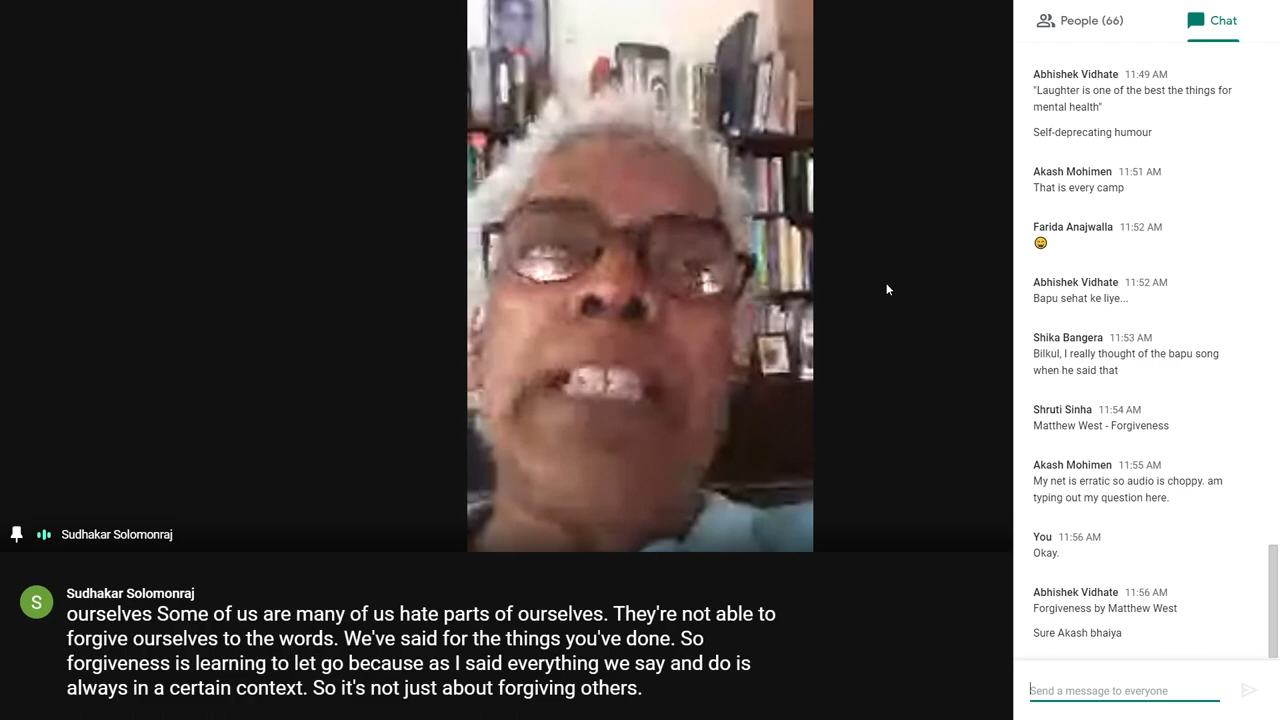 People (66)
Chat
Abhishek Vidhate 11:49 AM
"Laughter is one of the best the things for
mental health"
Self-deprecating humour
Akash Mohimen 11:51 AM
That is every camp
Farida Anajwalla 11:52 AM
Abhishek Vidhate 11:52 AM
Bapu sehat ke liye...
Shika Bangera 11:53 AM
Bilkul, I really thought of the bapu song
when he said that
Shruti Sinha 11:54 AM
Matthew West - Forgiveness
Akash Mohimen 11:55 AM
My net is erratic so audio is choppy. am
typing out my question here.
You 11:56 AM
Okay.
Abhishek Vidhate 11:56 AM
Forgiveness by Matthew West
Sure Akash bhaiya
Send a message to everyone
Sudhakar Solomonraj
S
Sudhakar Solomonraj
ourselves Some of us are many of us hate parts of ourselves. They're not able to
forgive ourselves to the words. We've said for the things you've done. So
forgiveness is learning to let go because as I said everything we say and do is
always in a certain context. So it's not just about forgiving others.